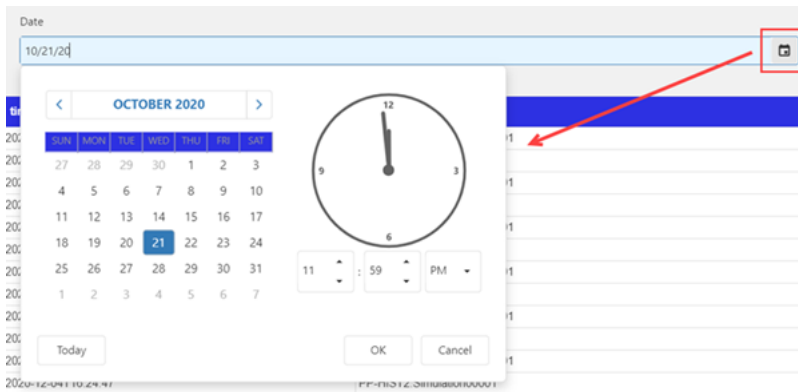 Date
10/21/20
OCTOBER 2020
SUN MON TUE WED THU FRI SAT
27 28 29 30 1 2 3
4 5 6 7 8 9 10
11 12 13 14 15 16 17
18 19 20 21 22 23 24
25 26 27 28 29 30 31
1 2 3 4 5 6 7
12
9 3
6
11 : 59 PM
Today OK Cancel